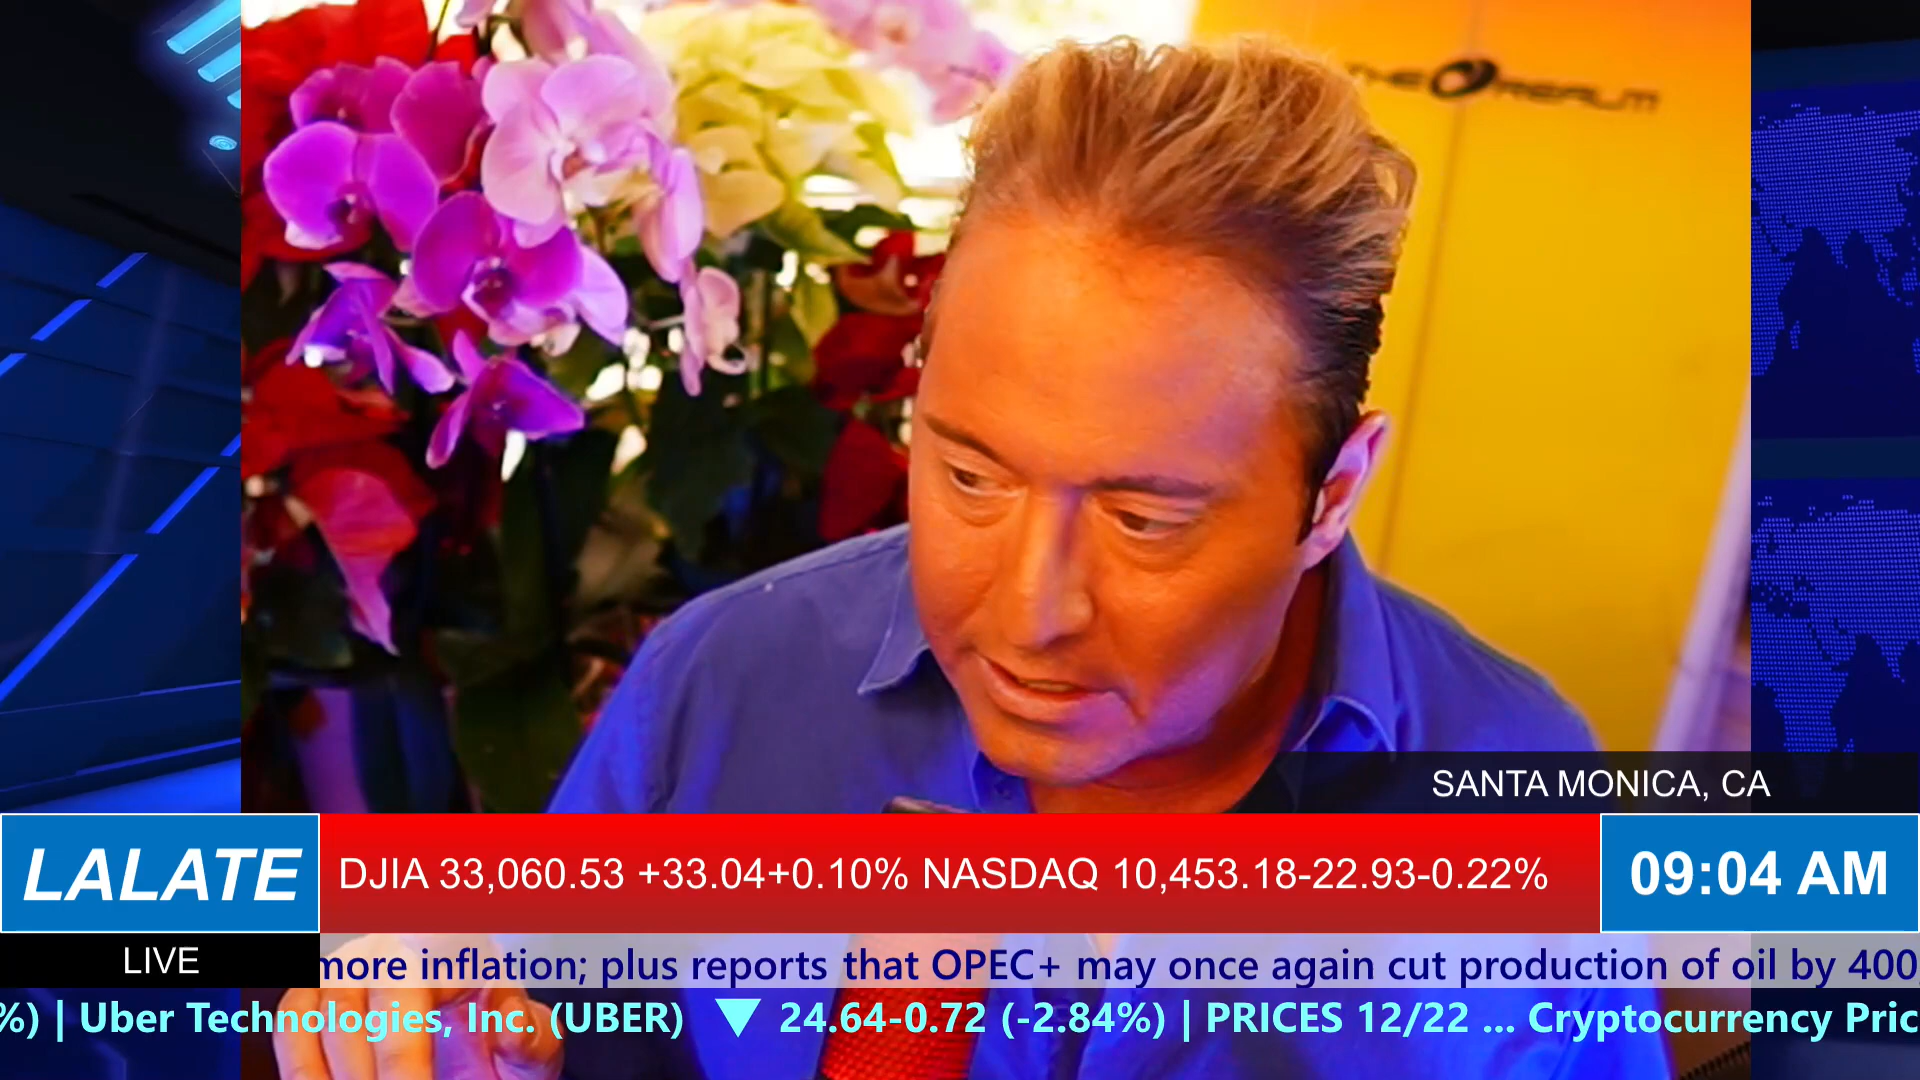 THE REALM
SANTA MONICA, CA
LALATE
DJIA 33,060.53 +33.04+0.10% NASDAQ 10,453.18-22.93-0.22%
09:04 AM
LIVE
more inflation; plus reports that OPEC+ may once again cut production of oil by 400,
%) | Uber Technologies, Inc. (UBER) ▼ 24.64-0.72 (-2.84%) | PRICES 12/22 ... Cryptocurrency Pric